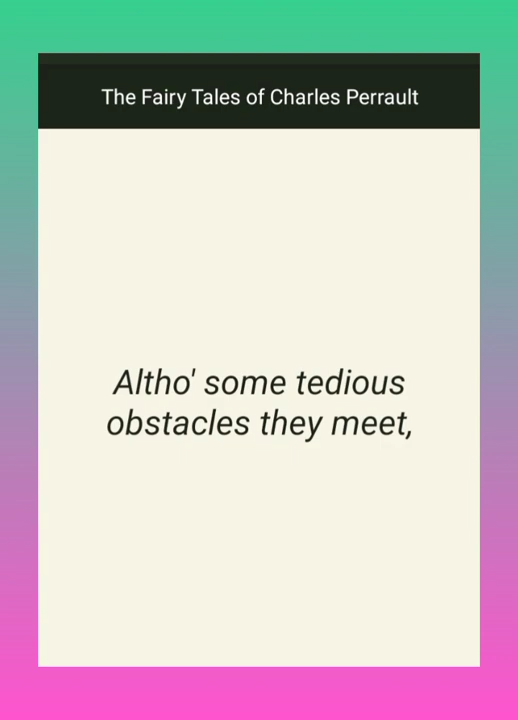 The Fairy Tales of Charles Perrault
Altho' some tedious
obstacles they meet,